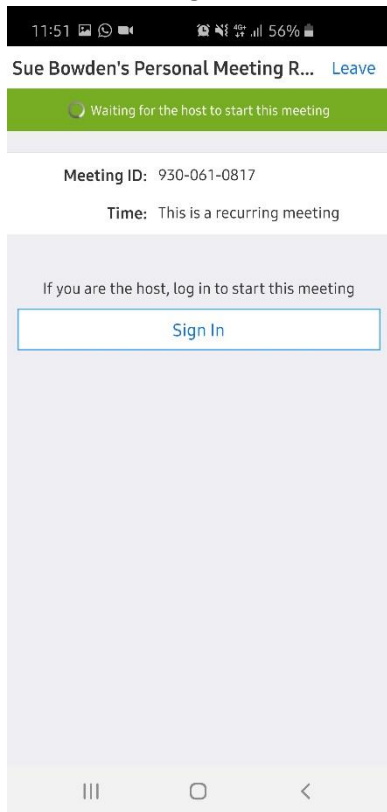 11:51 4G+ 56%
Sue Bowden's Personal Meeting R... Leave
Waiting for the host to start this meeting
Meeting ID: 930-061-0817
Time: This is a recurring meeting
If you are the host, log in to start this meeting
Sign In